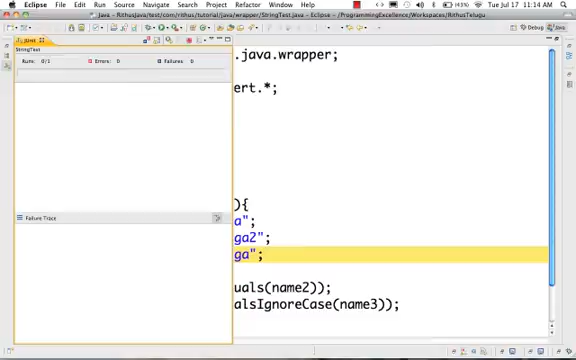 Eclipse File Edit Run Source Navigate Search Project Refactor Window Help (43%) Tue Jul 17 11:14 AM
Java – RithusJava/test/com/rithus/tutorial/java/wrapper/StringTest.java – Eclipse – /ProgrammingExcellence/Workspaces/RithusTelugu
Debug Java
JUnit
StringTest
Runs: 0/1 Errors: 0 Failures: 0
.java.wrapper;
ert.*;
){
a";
ga2";
ga";
uals(name2));
alsIgnoreCase(name3));
Failure Trace